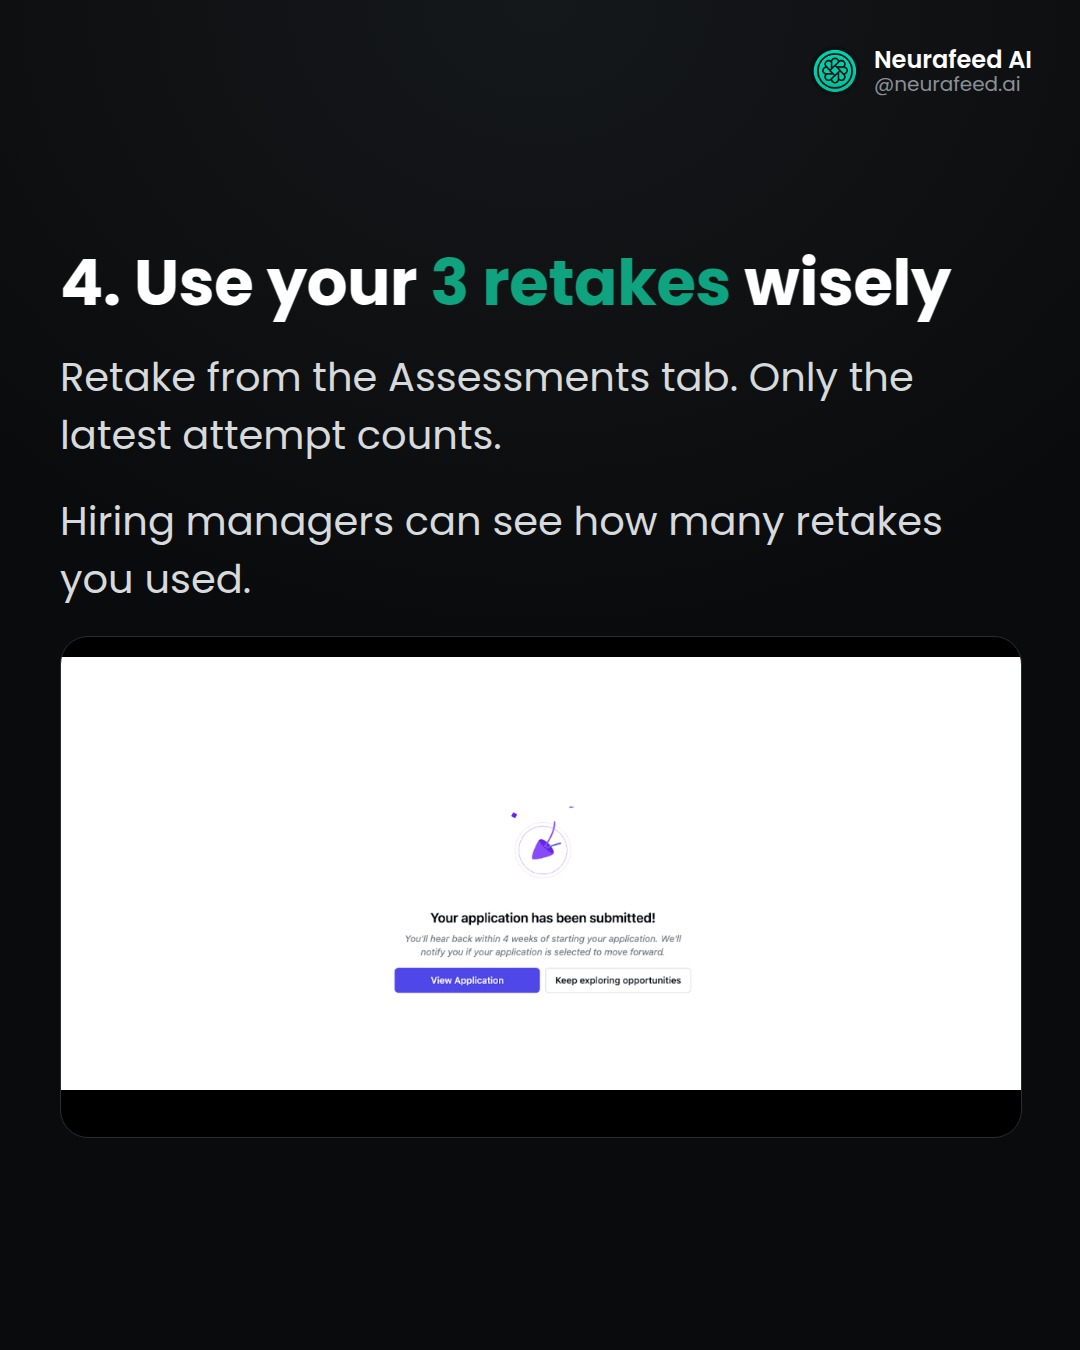 Neurafeed AI
@neurafeed.ai
4. Use your 3 retakes wisely
Retake from the Assessments tab. Only the
latest attempt counts.
Hiring managers can see how many retakes
you used.
Your application has been submitted!
You'll hear back within 4 weeks of starting your application. We'll
notify you if your application is selected to move forward.
View Application
Keep exploring opportunities